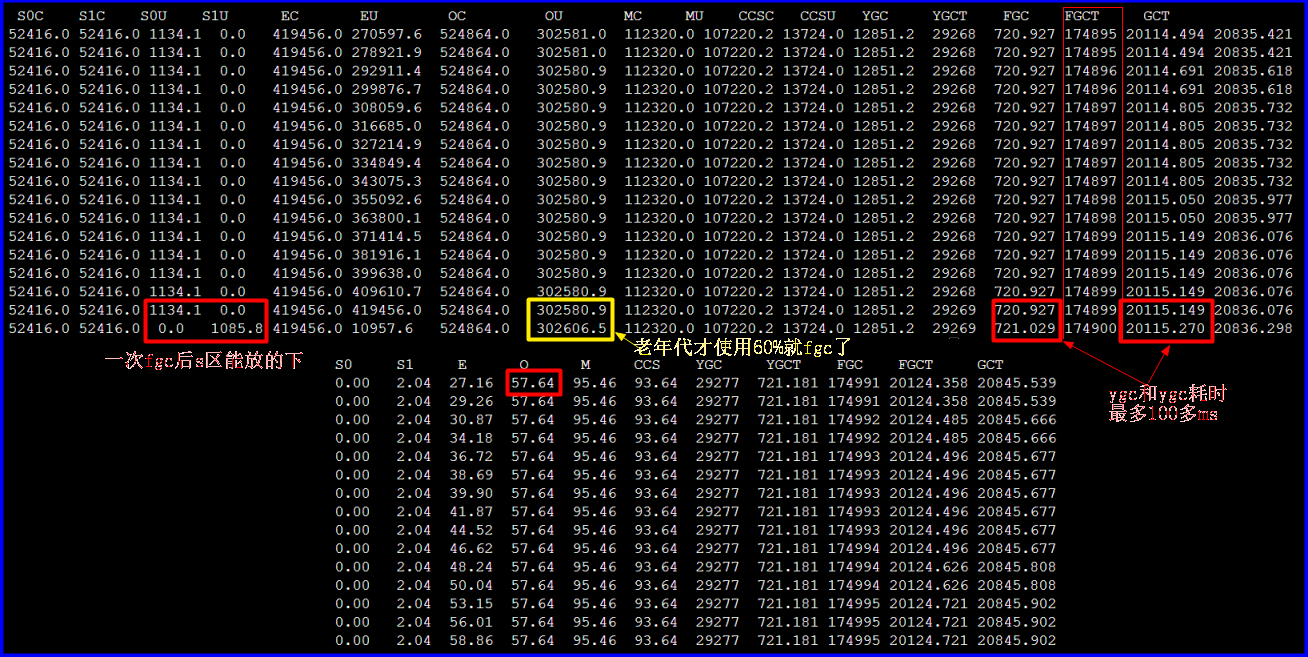 S0C S1C S0U S1U EC EU OC OU MC MU CCSC CCSU YGC YGCT FGC FGCT GCT
52416.0 52416.0 1134.1 0.0 419456.0 270597.6 524864.0 302581.0 112320.0 107220.2 13724.0 12851.2 29268 720.927 174895 20114.494 20835.421
52416.0 52416.0 1134.1 0.0 419456.0 278921.9 524864.0 302581.0 112320.0 107220.2 13724.0 12851.2 29268 720.927 174895 20114.494 20835.421
52416.0 52416.0 1134.1 0.0 419456.0 292911.4 524864.0 302580.9 112320.0 107220.2 13724.0 12851.2 29268 720.927 174896 20114.691 20835.618
52416.0 52416.0 1134.1 0.0 419456.0 299876.7 524864.0 302580.9 112320.0 107220.2 13724.0 12851.2 29268 720.927 174896 20114.691 20835.618
52416.0 52416.0 1134.1 0.0 419456.0 308059.6 524864.0 302580.9 112320.0 107220.2 13724.0 12851.2 29268 720.927 174897 20114.805 20835.732
52416.0 52416.0 1134.1 0.0 419456.0 316685.0 524864.0 302580.9 112320.0 107220.2 13724.0 12851.2 29268 720.927 174897 20114.805 20835.732
52416.0 52416.0 1134.1 0.0 419456.0 327214.9 524864.0 302580.9 112320.0 107220.2 13724.0 12851.2 29268 720.927 174897 20114.805 20835.732
52416.0 52416.0 1134.1 0.0 419456.0 334849.4 524864.0 302580.9 112320.0 107220.2 13724.0 12851.2 29268 720.927 174897 20114.805 20835.732
52416.0 52416.0 1134.1 0.0 419456.0 343075.3 524864.0 302580.9 112320.0 107220.2 13724.0 12851.2 29268 720.927 174897 20114.805 20835.732
52416.0 52416.0 1134.1 0.0 419456.0 355092.6 524864.0 302580.9 112320.0 107220.2 13724.0 12851.2 29268 720.927 174898 20115.050 20835.977
52416.0 52416.0 1134.1 0.0 419456.0 363800.1 524864.0 302580.9 112320.0 107220.2 13724.0 12851.2 29268 720.927 174898 20115.050 20835.977
52416.0 52416.0 1134.1 0.0 419456.0 371414.5 524864.0 302580.9 112320.0 107220.2 13724.0 12851.2 29268 720.927 174899 20115.149 20836.076
52416.0 52416.0 1134.1 0.0 419456.0 381916.1 524864.0 302580.9 112320.0 107220.2 13724.0 12851.2 29268 720.927 174899 20115.149 20836.076
52416.0 52416.0 1134.1 0.0 419456.0 399638.0 524864.0 302580.9 112320.0 107220.2 13724.0 12851.2 29268 720.927 174899 20115.149 20836.076
52416.0 52416.0 1134.1 0.0 419456.0 409610.7 524864.0 302580.9 112320.0 107220.2 13724.0 12851.2 29268 720.927 174899 20115.149 20836.076
52416.0 52416.0 1134.1 0.0 419456.0 419456.0 524864.0 302580.9 112320.0 107220.2 13724.0 12851.2 29269 720.927 174899 20115.149 20836.076
52416.0 52416.0 0.0 1085.8 419456.0 10957.6 524864.0 302606.5 112320.0 107220.2 13724.0 12851.2 29269 721.029 174900 20115.270 20836.298
一次fgc后s区能放的下
老年代才使用60%就fgc了
ygc和ygc耗时
最多100多ms
S0 S1 E O M CCS YGC YGCT FGC FGCT GCT
0.00 2.04 27.16 57.64 95.46 93.64 29277 721.181 174991 20124.358 20845.539
0.00 2.04 29.26 57.64 95.46 93.64 29277 721.181 174991 20124.358 20845.539
0.00 2.04 30.87 57.64 95.46 93.64 29277 721.181 174992 20124.485 20845.666
0.00 2.04 34.18 57.64 95.46 93.64 29277 721.181 174992 20124.485 20845.666
0.00 2.04 36.72 57.64 95.46 93.64 29277 721.181 174993 20124.496 20845.677
0.00 2.04 38.69 57.64 95.46 93.64 29277 721.181 174993 20124.496 20845.677
0.00 2.04 39.90 57.64 95.46 93.64 29277 721.181 174993 20124.496 20845.677
0.00 2.04 41.87 57.64 95.46 93.64 29277 721.181 174993 20124.496 20845.677
0.00 2.04 44.52 57.64 95.46 93.64 29277 721.181 174993 20124.496 20845.677
0.00 2.04 46.62 57.64 95.46 93.64 29277 721.181 174994 20124.496 20845.677
0.00 2.04 48.24 57.64 95.46 93.64 29277 721.181 174994 20124.626 20845.808
0.00 2.04 50.04 57.64 95.46 93.64 29277 721.181 174994 20124.626 20845.808
0.00 2.04 53.15 57.64 95.46 93.64 29277 721.181 174995 20124.721 20845.902
0.00 2.04 56.01 57.64 95.46 93.64 29277 721.181 174995 20124.721 20845.902
0.00 2.04 58.86 57.64 95.46 93.64 29277 721.181 174995 20124.721 20845.902